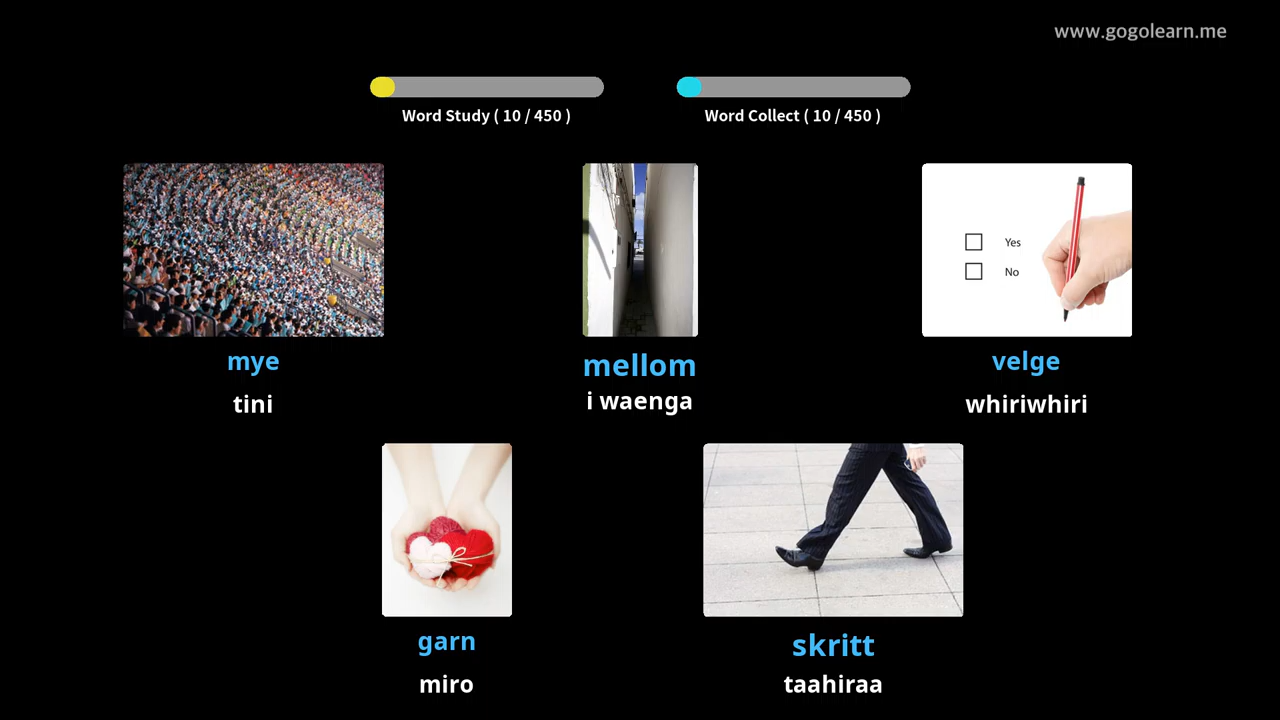 www.gogolearn.me
Word Study ( 10 / 450 )
Word Collect ( 10 / 450 )
Yes
No
mye
mellom
velge
tini
i waenga
whiriwhiri
garn
skritt
miro
taahiraa